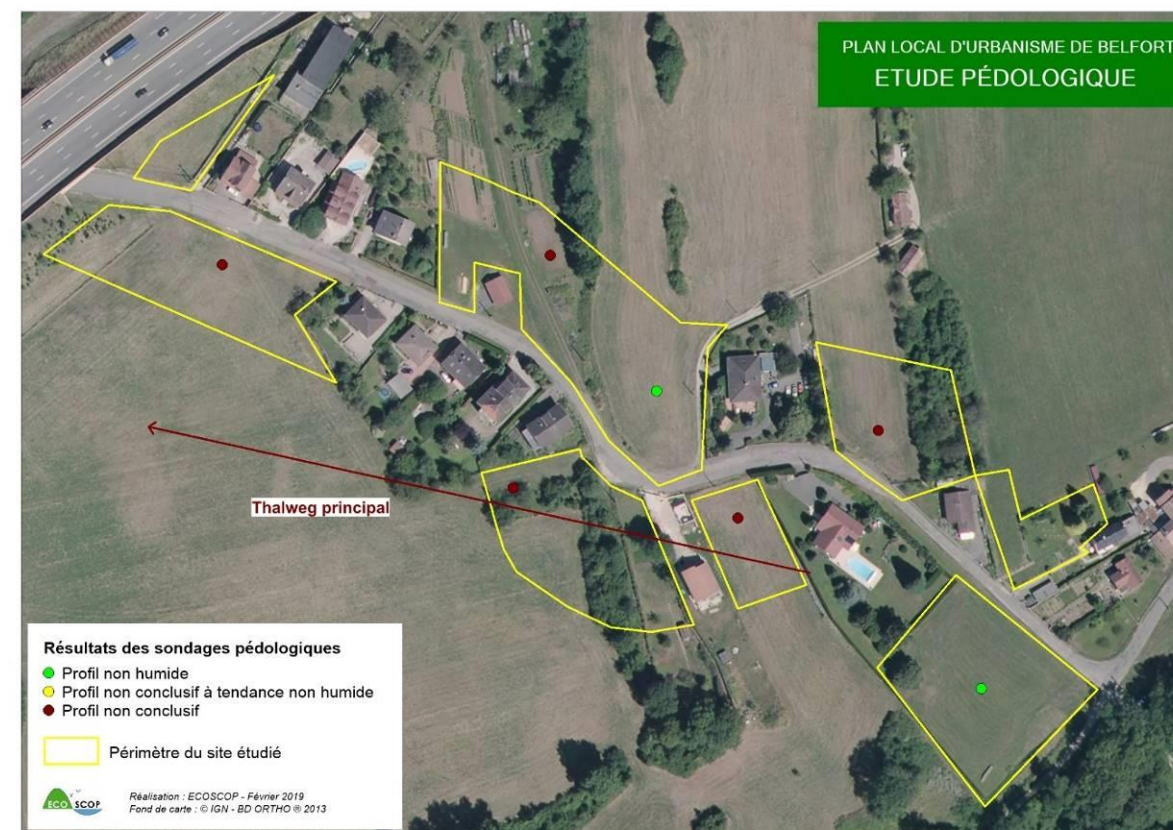 PLAN LOCAL D'URBANISME DE BELFORT
ETUDE PÉDOLOGIQUE
Thalweg principal
Résultats des sondages pédologiques
Profil non humide
Profil non conclusif à tendance non humide
Profil non conclusif
Périmètre du site étudié
ECO SCOP
Réalisation : ECOSCOP - Février 2019
Fond de carte : © IGN - BD ORTHO ® 2013